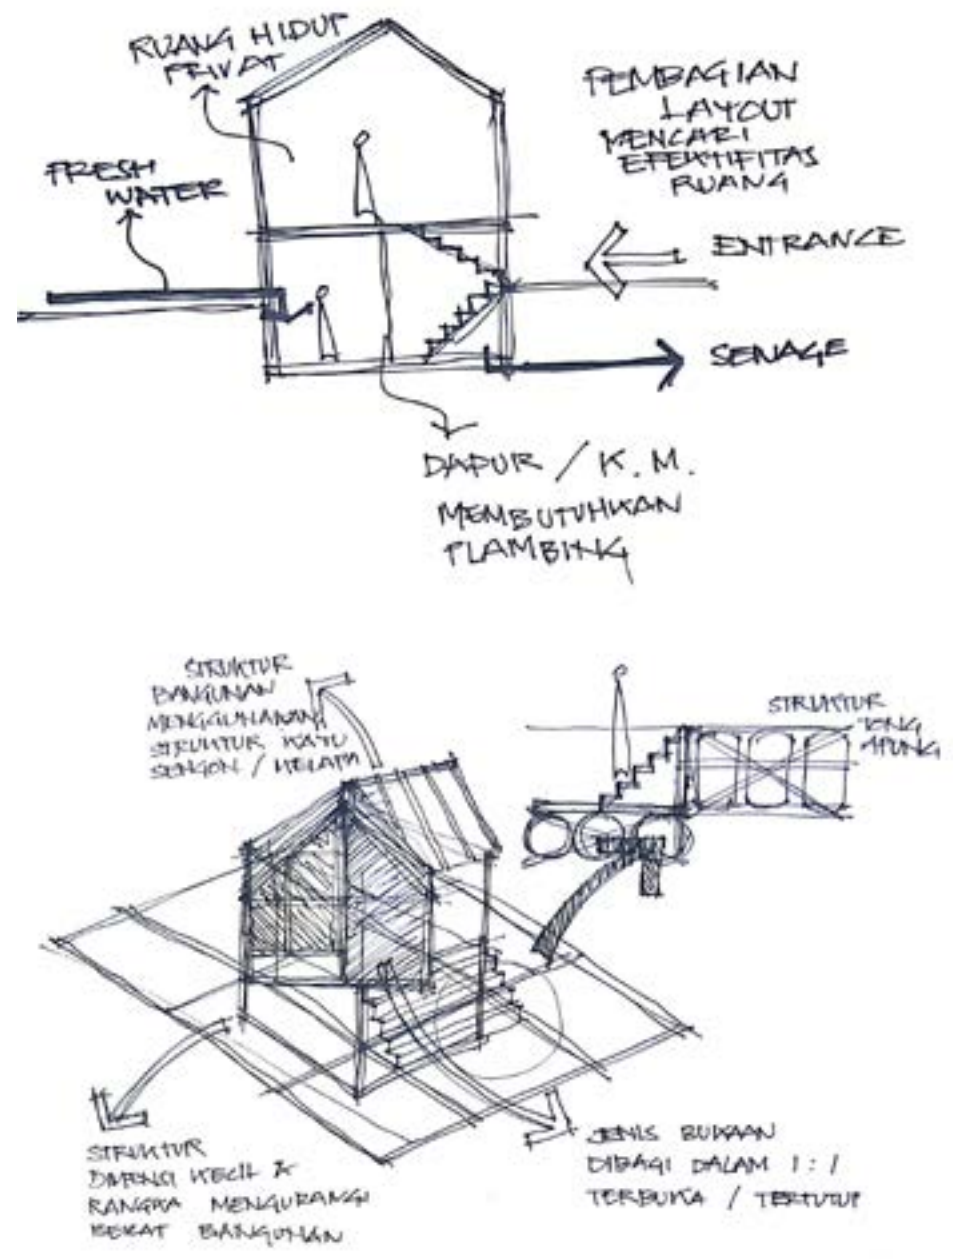 RUANG HIDUP
PRIVAT
PEMBAGIAN
LAYOUT
MENCARI
EFEKTIFITAS
RUANG
FRESH
WATER
ENTRANCE
SENAGE
DAPUR / K.M.
MEMBUTUHKAN
PLAMBING
STRUKTUR
BANGUNAN
MENGGUNAKAN
STRUKTUR KAYU
SENGON / KELAPA
STRUKTUR
TONG
APUNG
STRUKTUR
DIMENSI KECIL &
RANGKA MENGURANGI
BERAT BANGUNAN
JENIS BUKAAN
DIBAGI DALAM 1:1
TERBUKA / TERTUTUP